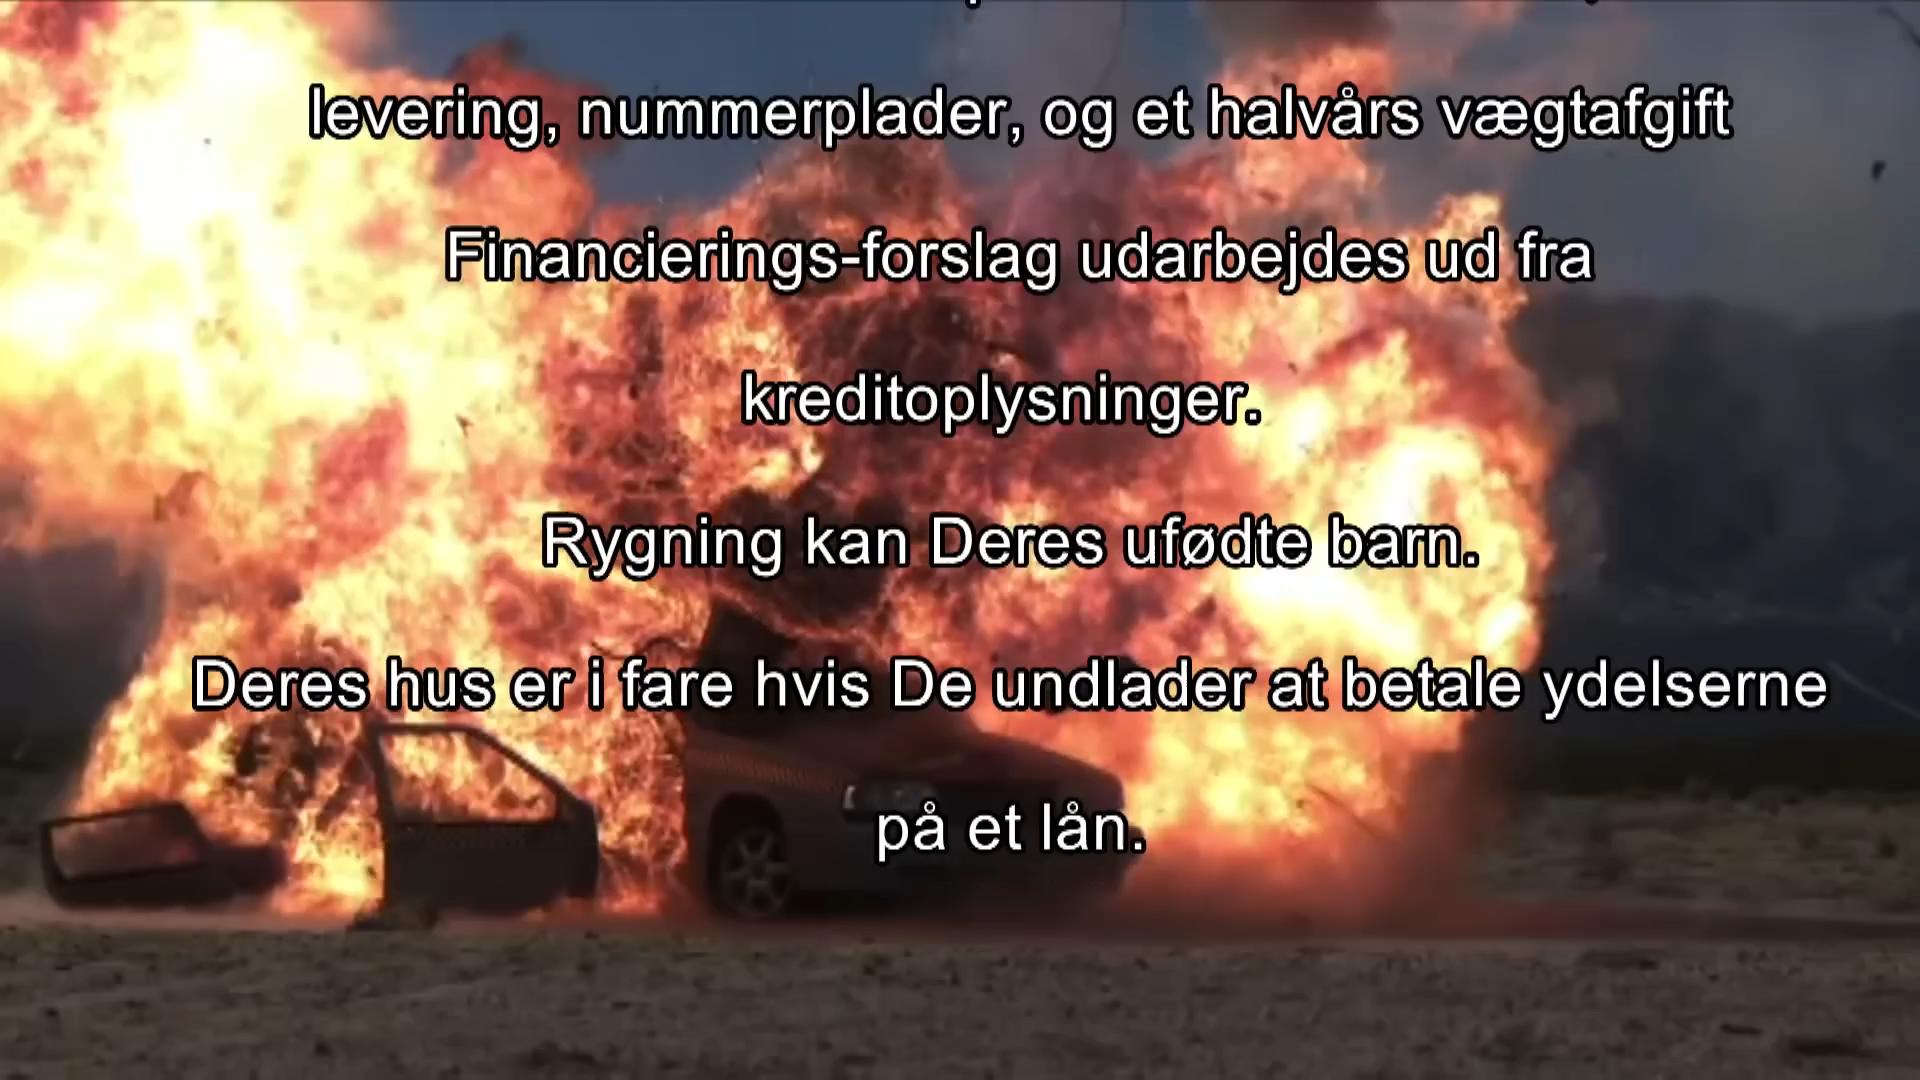 levering, nummerplader, og et halvårs vægtafgift
Financierings-forslag udarbejdes ud fra
kreditoplysninger.
Rygning kan Deres ufødte barn.
Deres hus er i fare hvis De undlader at betale ydelserne
på et lån.